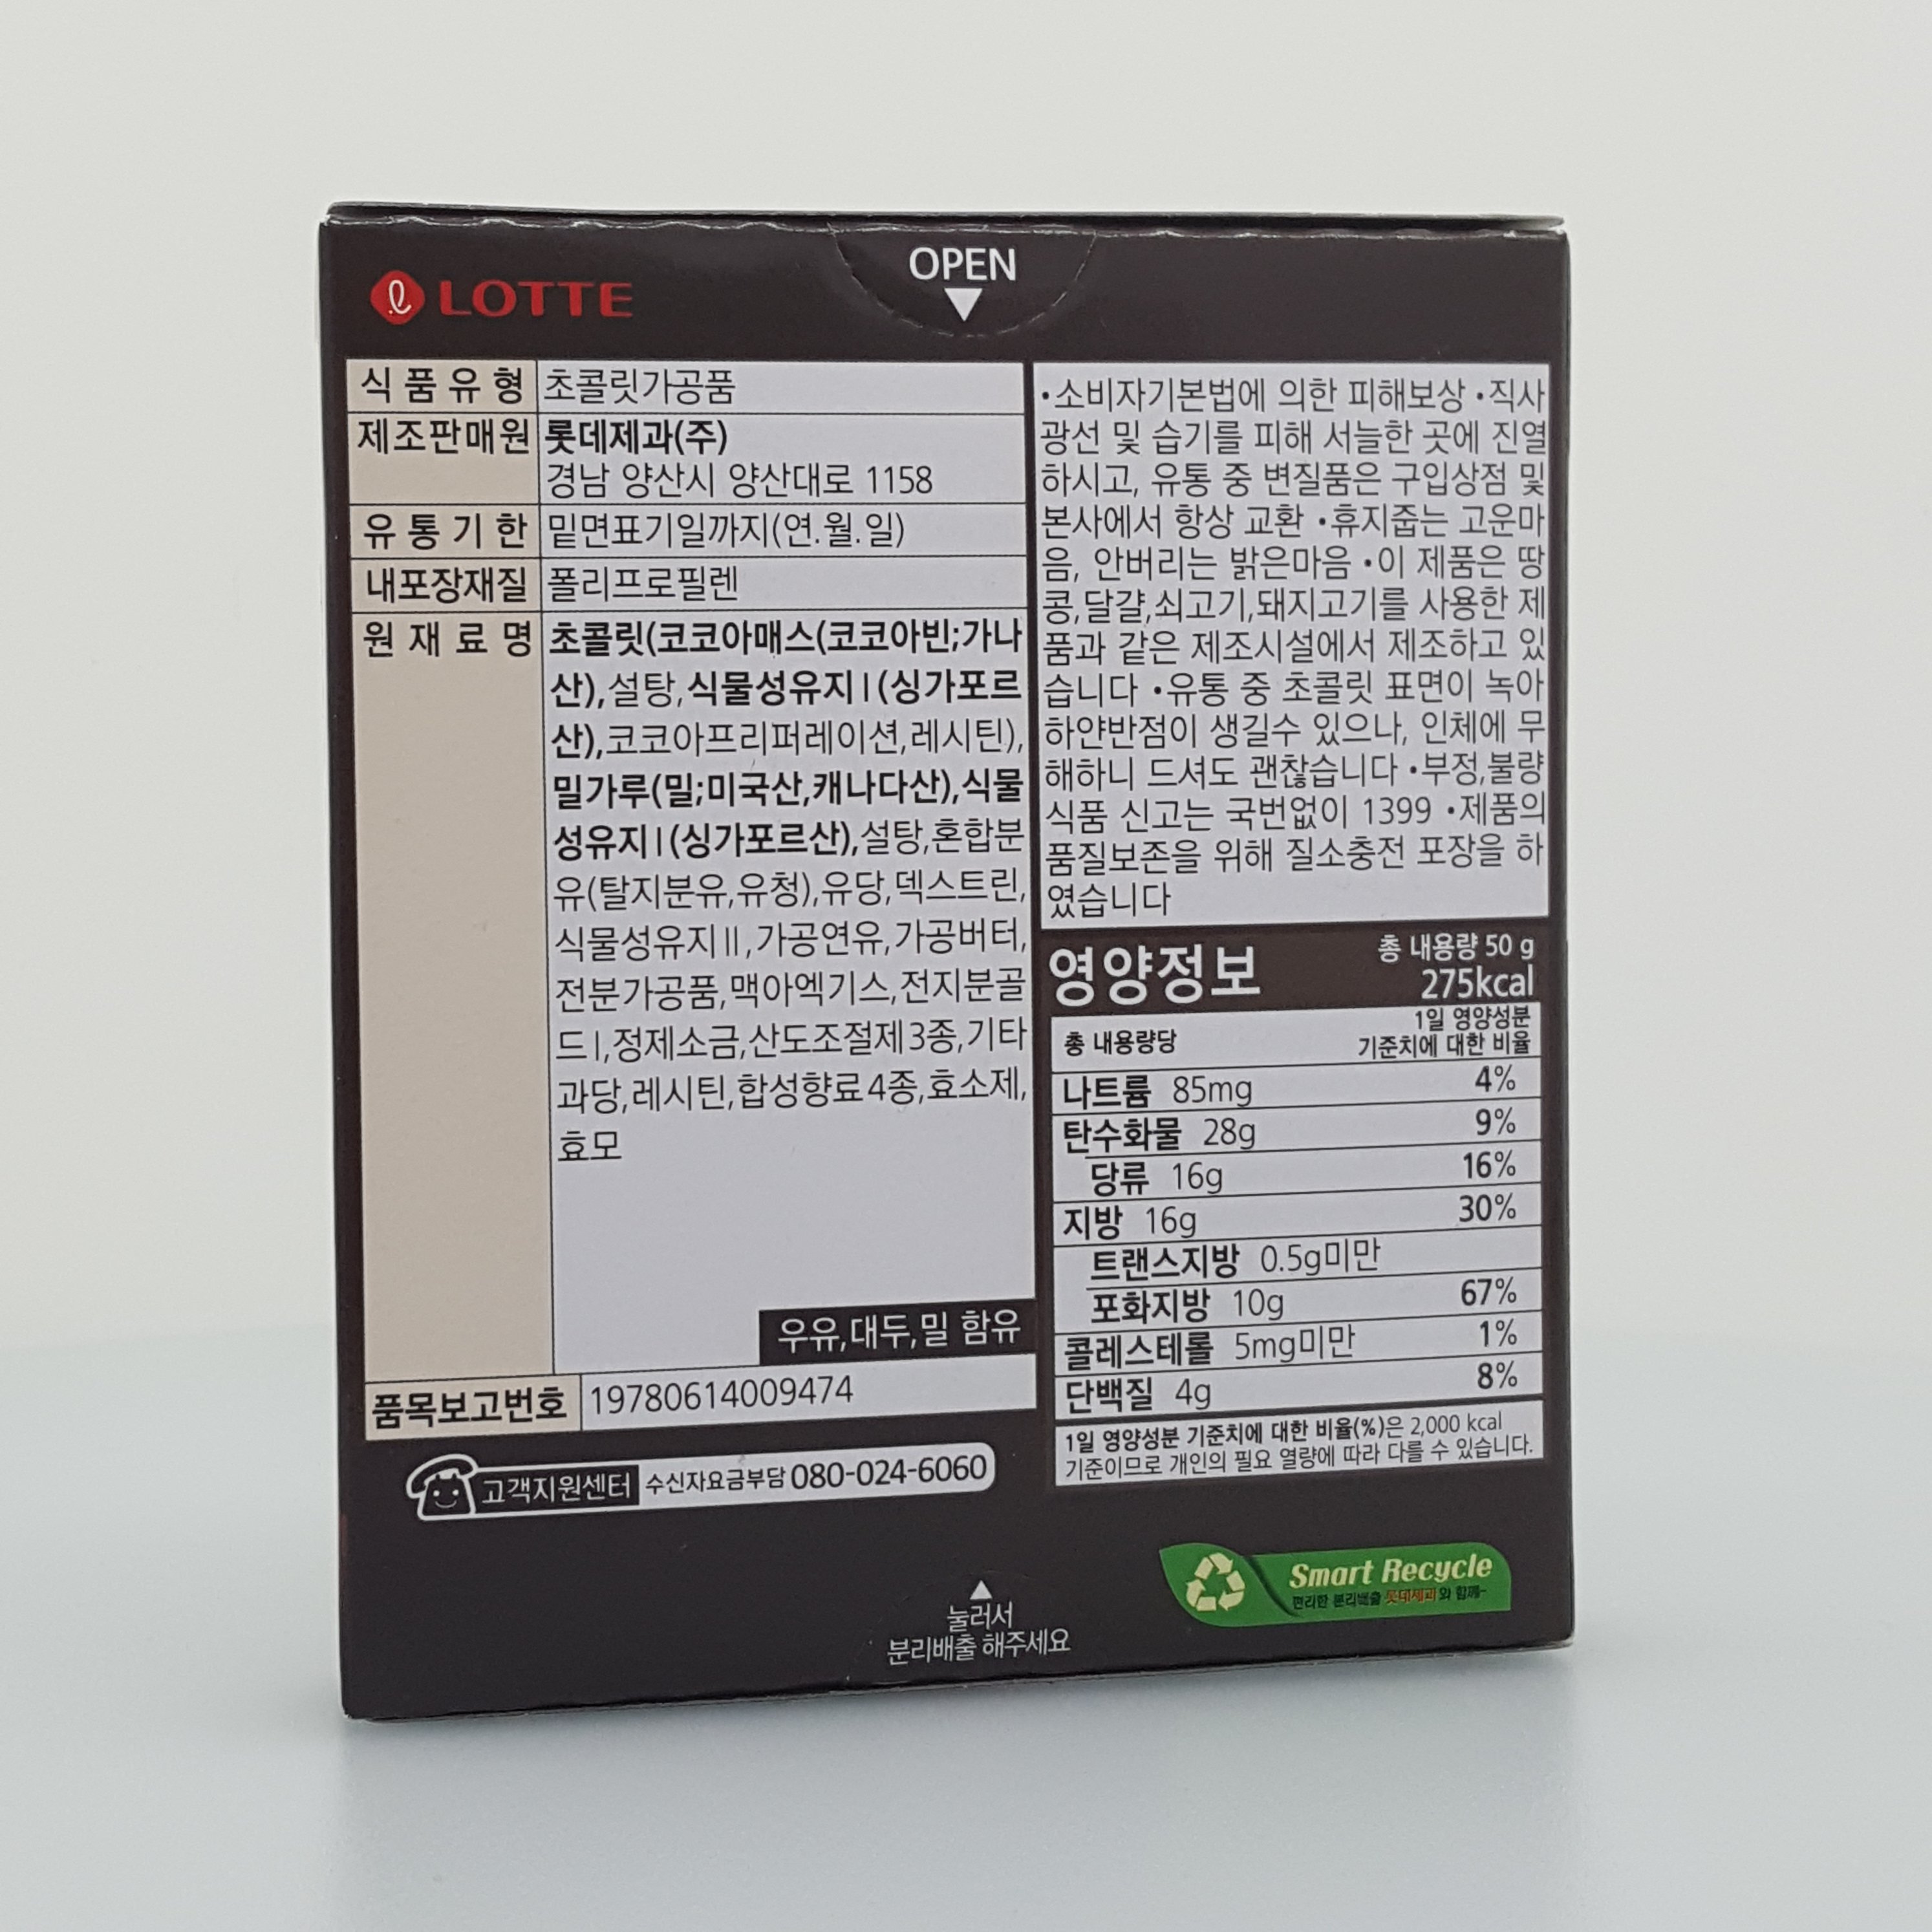 LOTTE
OPEN
식품유형 초콜릿가공품
제조판매원 롯데제과(주)
경남 양산시 양산대로 1158
유통기한 밑면표기일까지(연.월.일)
내포장재질 폴리프로필렌
원재료명 초콜릿(코코아매스(코코아빈;가나
산),설탕,식물성유지Ⅰ(싱가포르
산),코코아프리퍼레이션,레시틴),
밀가루(밀;미국산,캐나다산),식물
성유지Ⅰ(싱가포르산),설탕,혼합분
유(탈지분유,유청),유당,덱스트린,
식물성유지Ⅱ,가공연유,가공버터,
전분가공품,맥아엑기스,전지분골
드Ⅰ,정제소금,산도조절제3종,기타
과당,레시틴,합성향료4종,효소제,
효모
우유,대두,밀 함유
품목보고번호 19780614009474
고객지원센터 수신자요금부담 080-024-6060
•소비자기본법에 의한 피해보상 •직사
광선 및 습기를 피해 서늘한 곳에 진열
하시고, 유통 중 변질품은 구입상점 및
본사에서 항상 교환 •휴지줍는 고운마
음, 안버리는 밝은마음 •이 제품은 땅
콩,달걀,쇠고기,돼지고기를 사용한 제
품과 같은 제조시설에서 제조하고 있
습니다 •유통 중 초콜릿 표면이 녹아
하얀반점이 생길수 있으나, 인체에 무
해하니 드셔도 괜찮습니다 •부정,불량
식품 신고는 국번없이 1399 •제품의
품질보존을 위해 질소충전 포장을 하
였습니다
영양정보
총 내용량 50 g
275kcal
총 내용량당
1일 영양성분
기준치에 대한 비율
나트륨 85mg 4%
탄수화물 28g 9%
당류 16g 16%
지방 16g 30%
트랜스지방 0.5g미만
포화지방 10g 67%
콜레스테롤 5mg미만 1%
단백질 4g 8%
1일 영양성분 기준치에 대한 비율(%)은 2,000 kcal
기준이므로 개인의 필요 열량에 따라 다를 수 있습니다.
Smart Recycle
편리한 분리배출 롯데제과와 함께~
눌러서
분리배출 해주세요